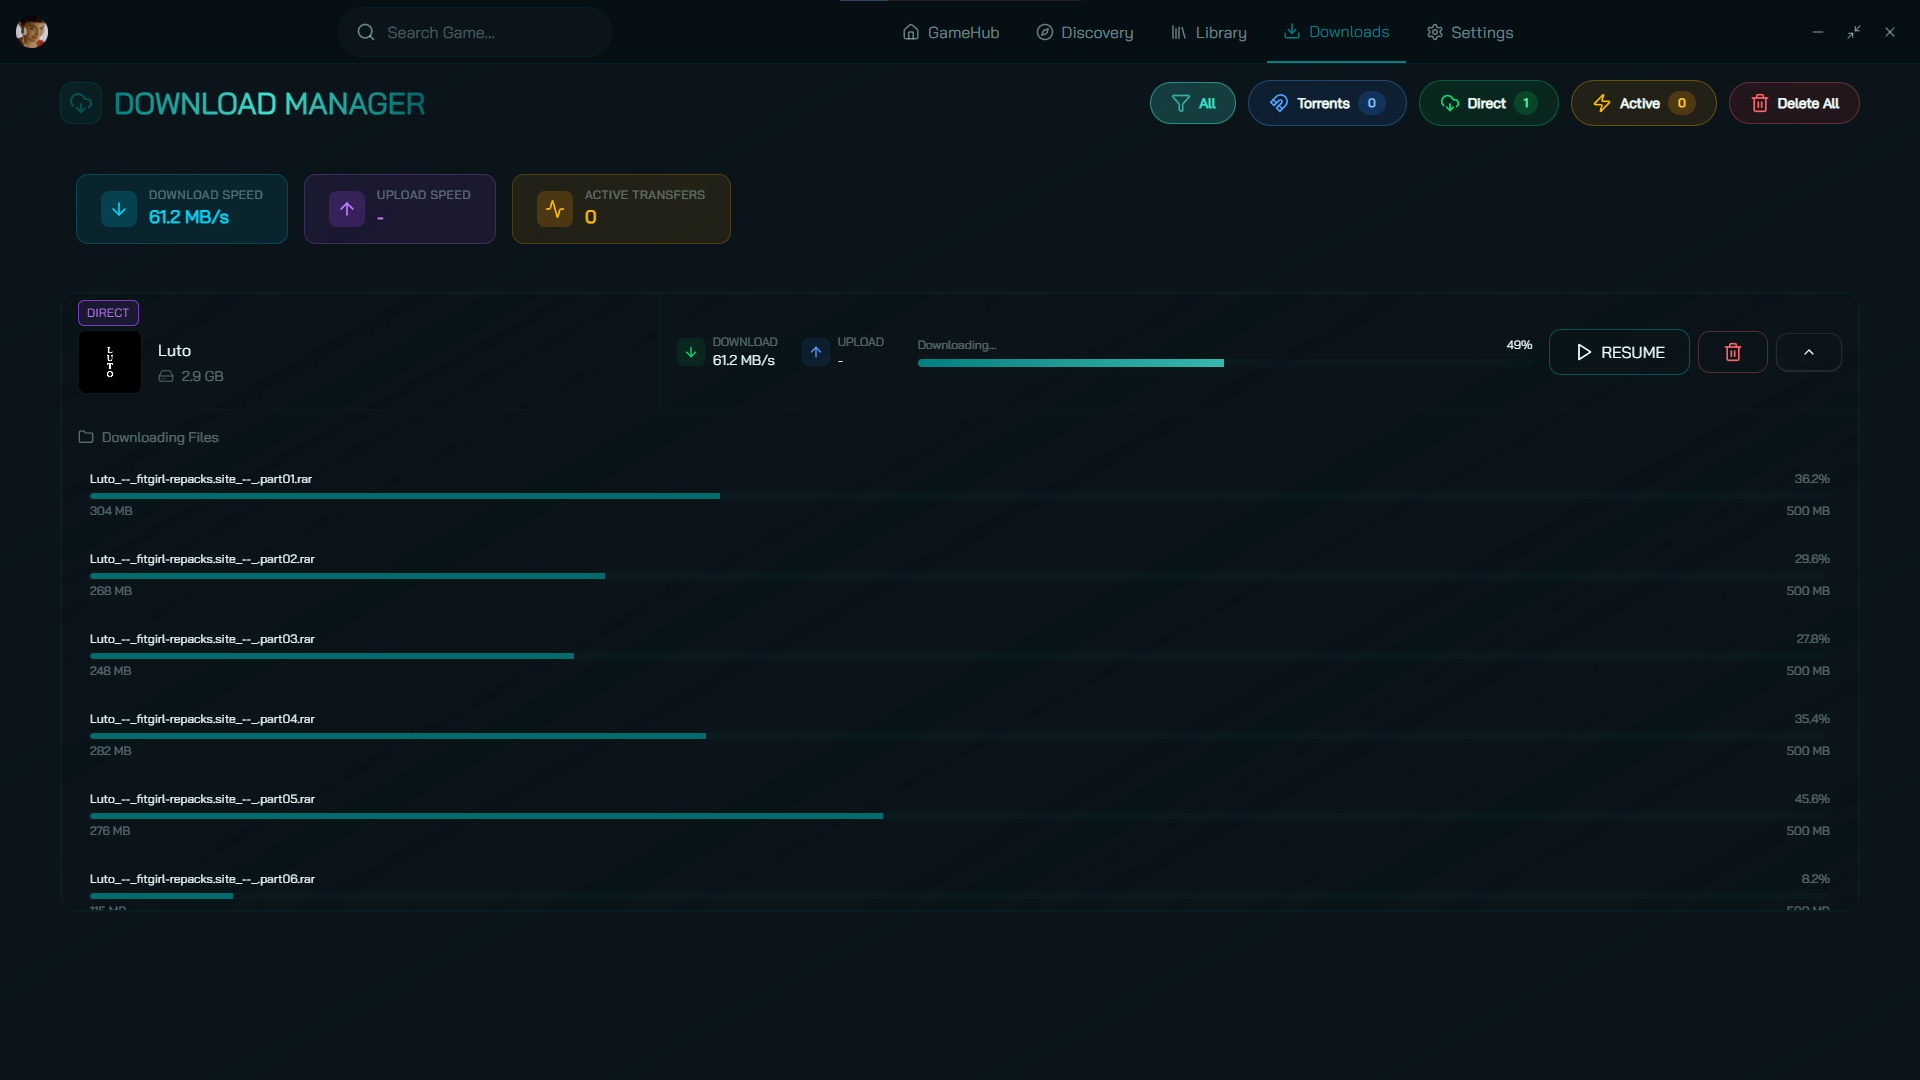 Search Game...
GameHub
Discovery
Library
Downloads
Settings
DOWNLOAD MANAGER
All
Torrents 0
Direct 1
Active 0
Delete All
DOWNLOAD SPEED
61.2 MB/s
UPLOAD SPEED
-
ACTIVE TRANSFERS
0
DIRECT
LUTO
Luto
2.9 GB
DOWNLOAD
61.2 MB/s
UPLOAD
-
Downloading...
49%
RESUME
Downloading Files
Luto_--_fitgirl-repacks.site_--_.part01.rar
36.2%
304 MB
500 MB
Luto_--_fitgirl-repacks.site_--_.part02.rar
29.6%
268 MB
500 MB
Luto_--_fitgirl-repacks.site_--_.part03.rar
27.8%
248 MB
500 MB
Luto_--_fitgirl-repacks.site_--_.part04.rar
35.4%
282 MB
500 MB
Luto_--_fitgirl-repacks.site_--_.part05.rar
45.6%
276 MB
500 MB
Luto_--_fitgirl-repacks.site_--_.part06.rar
8.2%
115 MB
500 MB